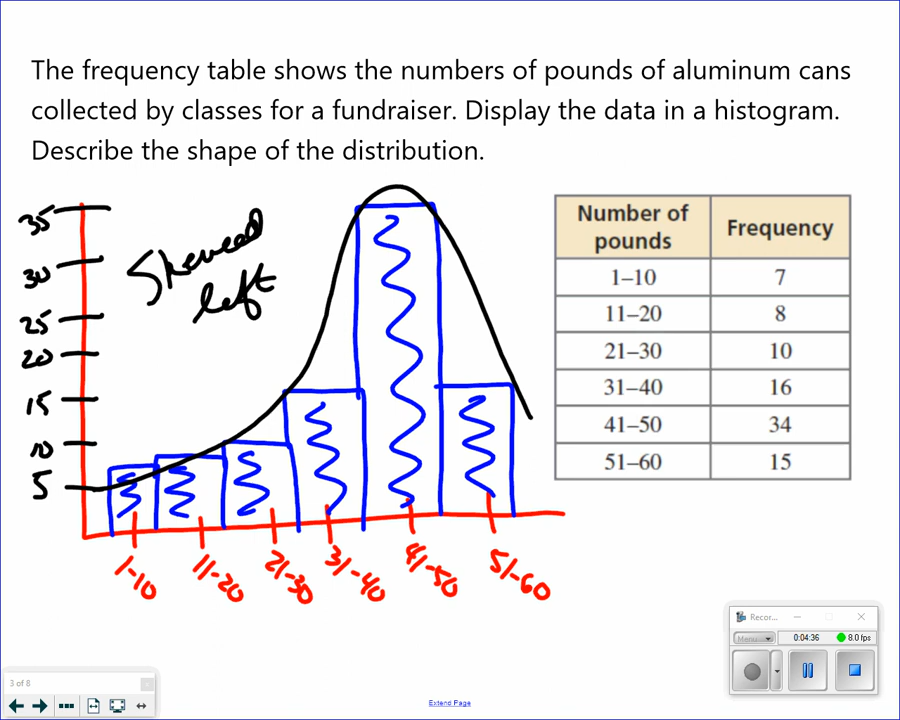 The frequency table shows the numbers of pounds of aluminum cans
collected by classes for a fundraiser. Display the data in a histogram.
Describe the shape of the distribution.
35
30
25
20
15
10
5
Skewed
left
1-10
11-20
21-30
31-40
41-50
51-60
Number of pounds Frequency
1–10 7
11–20 8
21–30 10
31–40 16
41–50 34
51–60 15
Recor...
Menu
0:04:36
8.0 fps
3 of 8
Extend Page